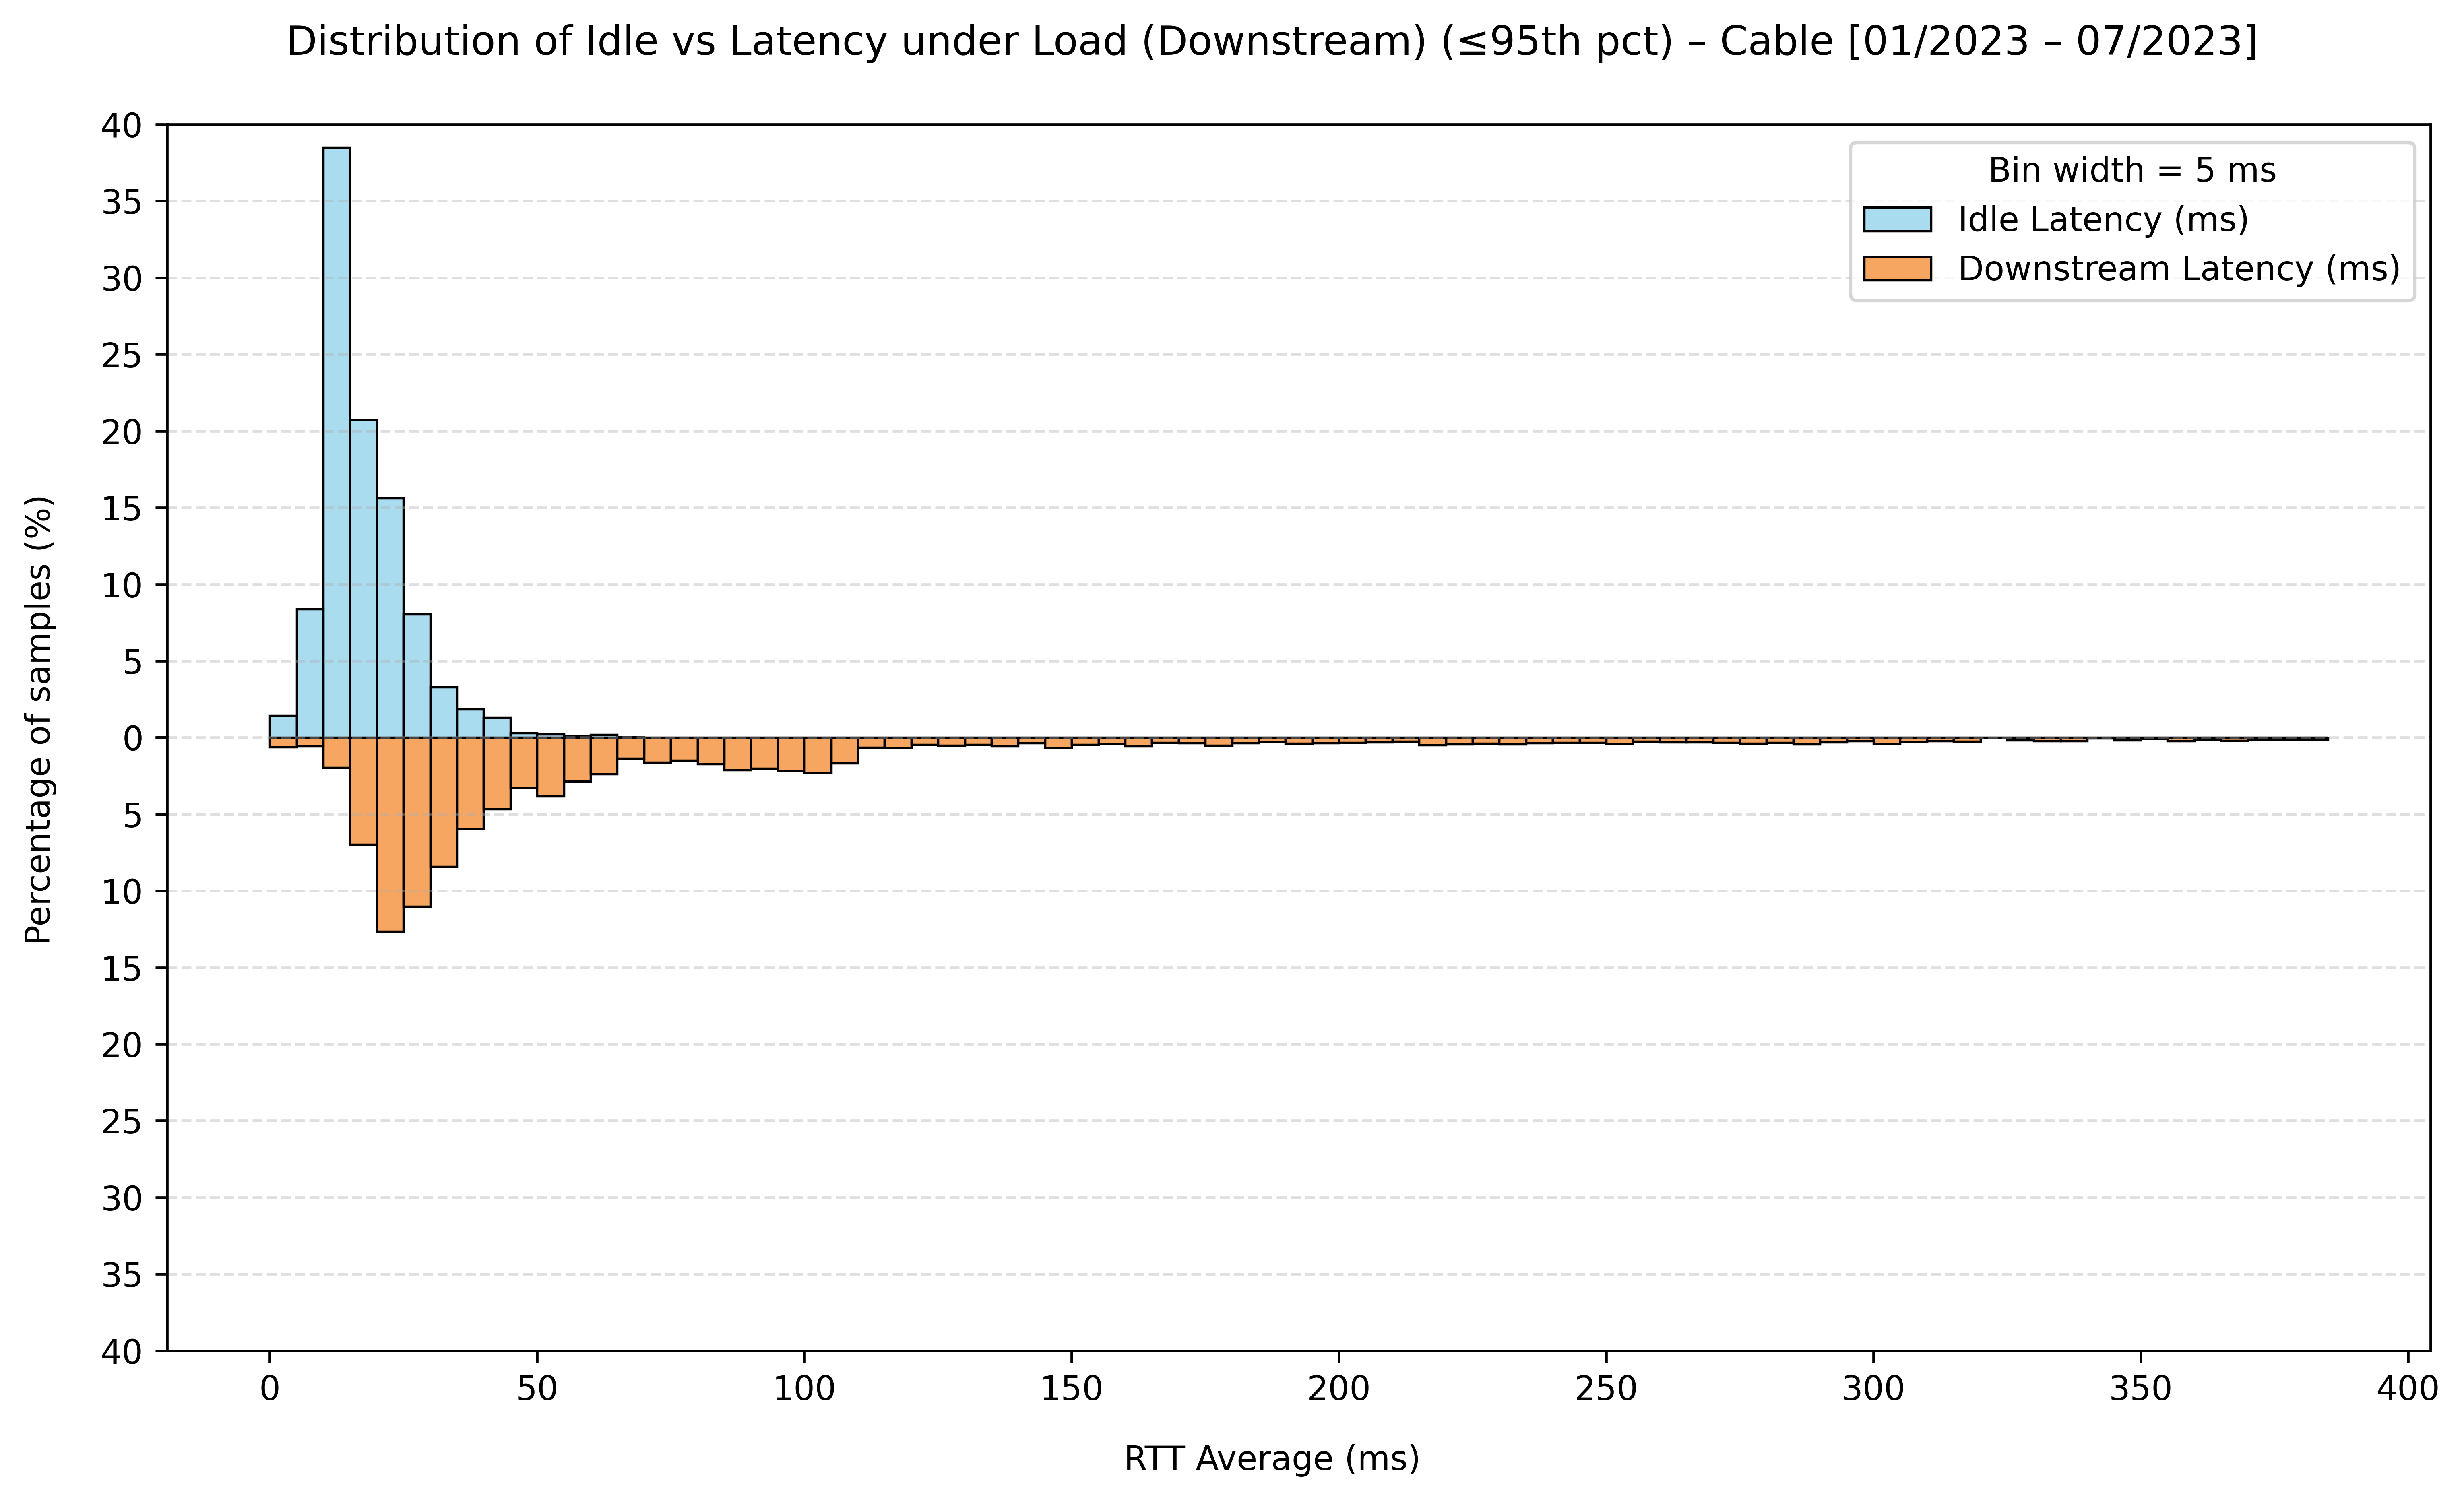 Distribution of Idle vs Latency under Load (Downstream) (≤95th pct) – Cable [01/2023 – 07/2023]
Percentage of samples (%)
40
35
30
25
20
15
10
5
0
5
10
15
20
25
30
35
40
Bin width = 5 ms
Idle Latency (ms)
Downstream Latency (ms)
0 50 100 150 200 250 300 350 400
RTT Average (ms)